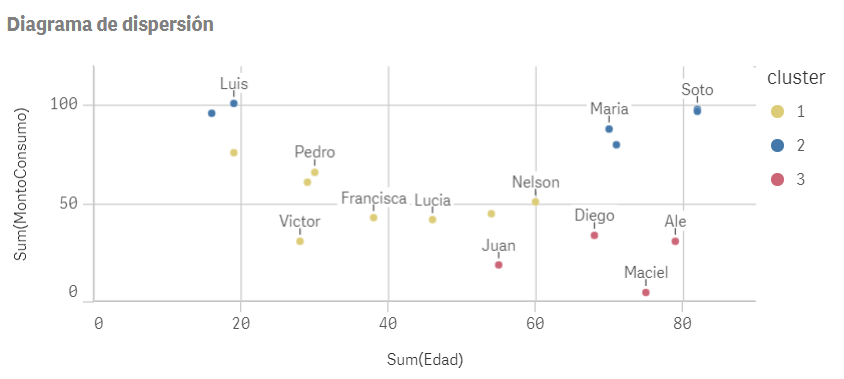 Diagrama de dispersión
Sum(MontoConsumo)
100
50
0
Luis
Pedro
Victor
Francisca
Lucia
Nelson
Juan
Maria
Diego
Soto
Ale
Maciel
0
20
40
60
80
Sum(Edad)
cluster
1
2
3